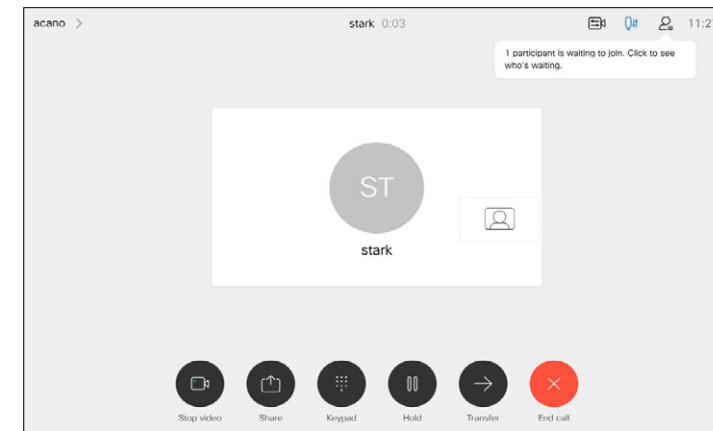 acano >
stark 0:03
11:2
1 participant is waiting to join. Click to see
who's waiting.
ST
stark
Stop video
Share
Keypad
Hold
Transfer
End call